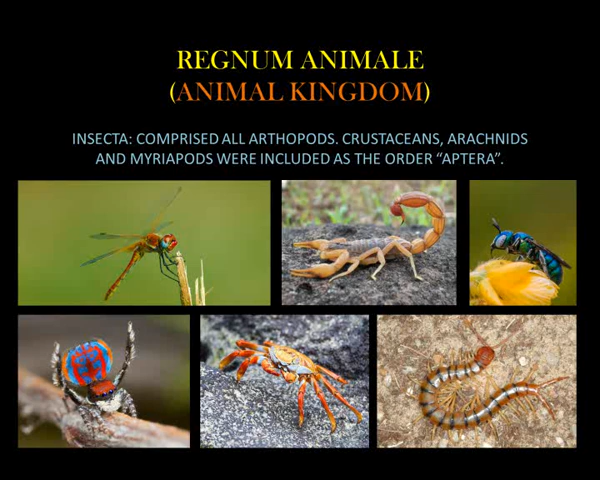 REGNUM ANIMALE
(ANIMAL KINGDOM)
INSECTA: COMPRISED ALL ARTHOPODS. CRUSTACEANS, ARACHNIDS
AND MYRIAPODS WERE INCLUDED AS THE ORDER “APTERA”.